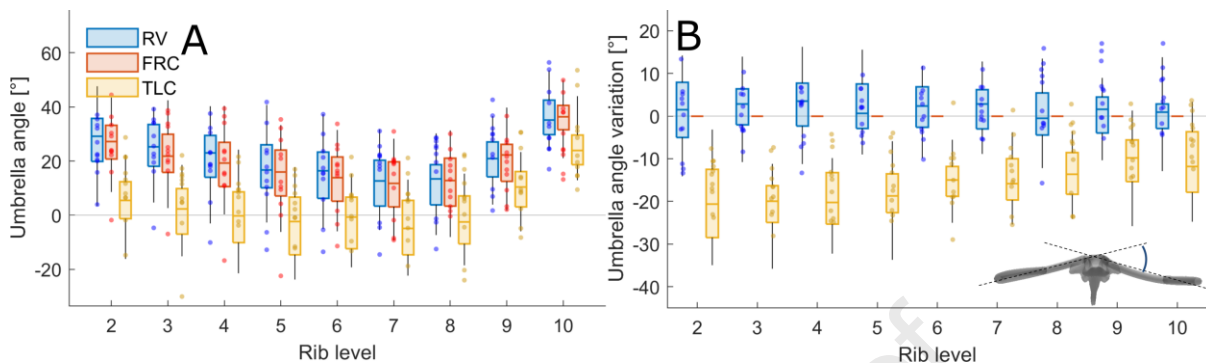 A
RV
FRC
TLC
Umbrella angle [°]
60
40
20
0
-20
2 3 4 5 6 7 8 9 10
Rib level
B
Umbrella angle variation [°]
20
10
0
-10
-20
-30
-40
2 3 4 5 6 7 8 9 10
Rib level
of